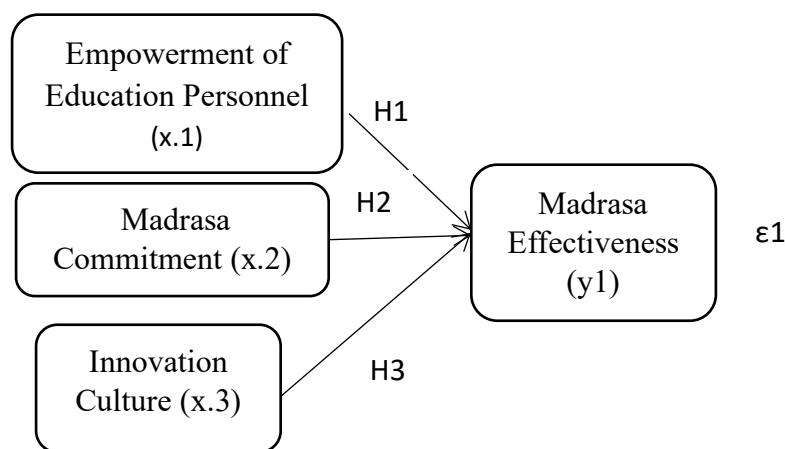 Empowerment of
Education Personnel
(x.1)
H1
Madrasa
Commitment (x.2)
H2
Madrasa
Effectiveness
(y1)
ε1
Innovation
Culture (x.3)
H3